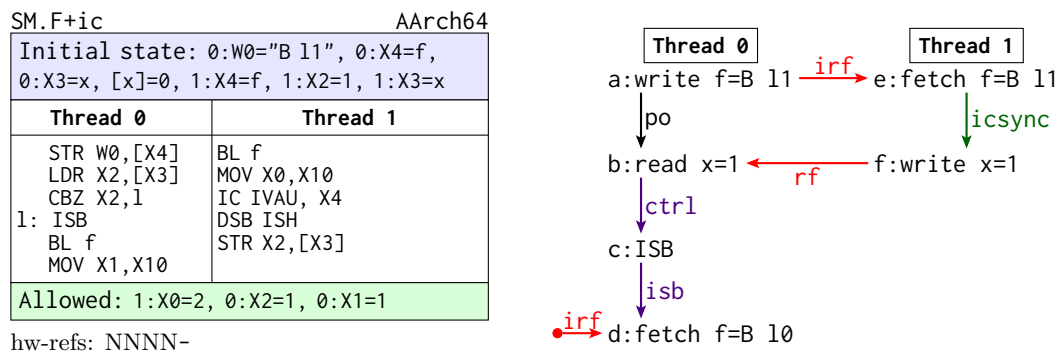 SM.F+ic AArch64
Initial state: 0:W0="B l1", 0:X4=f,
0:X3=x, [x]=0, 1:X4=f, 1:X2=1, 1:X3=x
Thread 0 Thread 1
STR W0,[X4] BL f
LDR X2,[X3] MOV X0,X10
CBZ X2,l IC IVAU, X4
l: ISB DSB ISH
BL f STR X2,[X3]
MOV X1,X10
Allowed: 1:X0=2, 0:X2=1, 0:X1=1
hw-refs: NNNN-
Thread 0 Thread 1
a:write f=B l1 irf e:fetch f=B l1
po icsync
b:read x=1 rf f:write x=1
ctrl
c:ISB
isb
irf d:fetch f=B l0